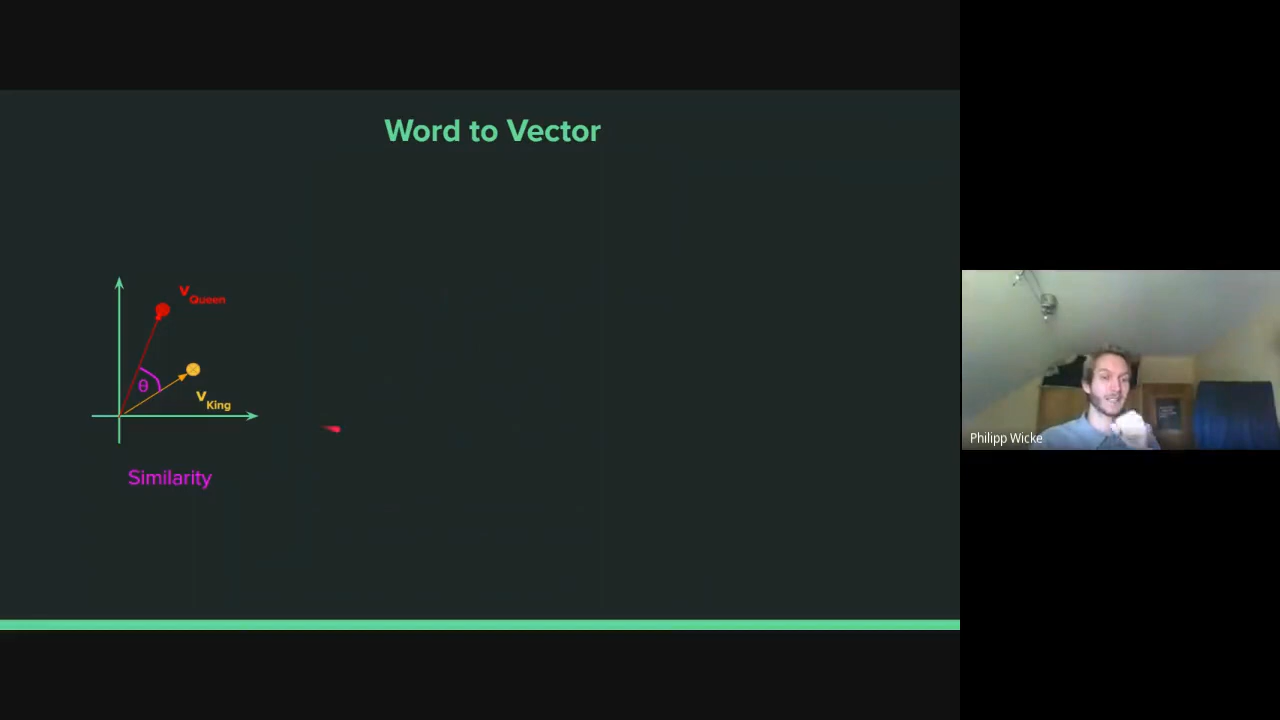 Word to Vector
v Queen
θ
v King
Similarity
Philipp Wicke